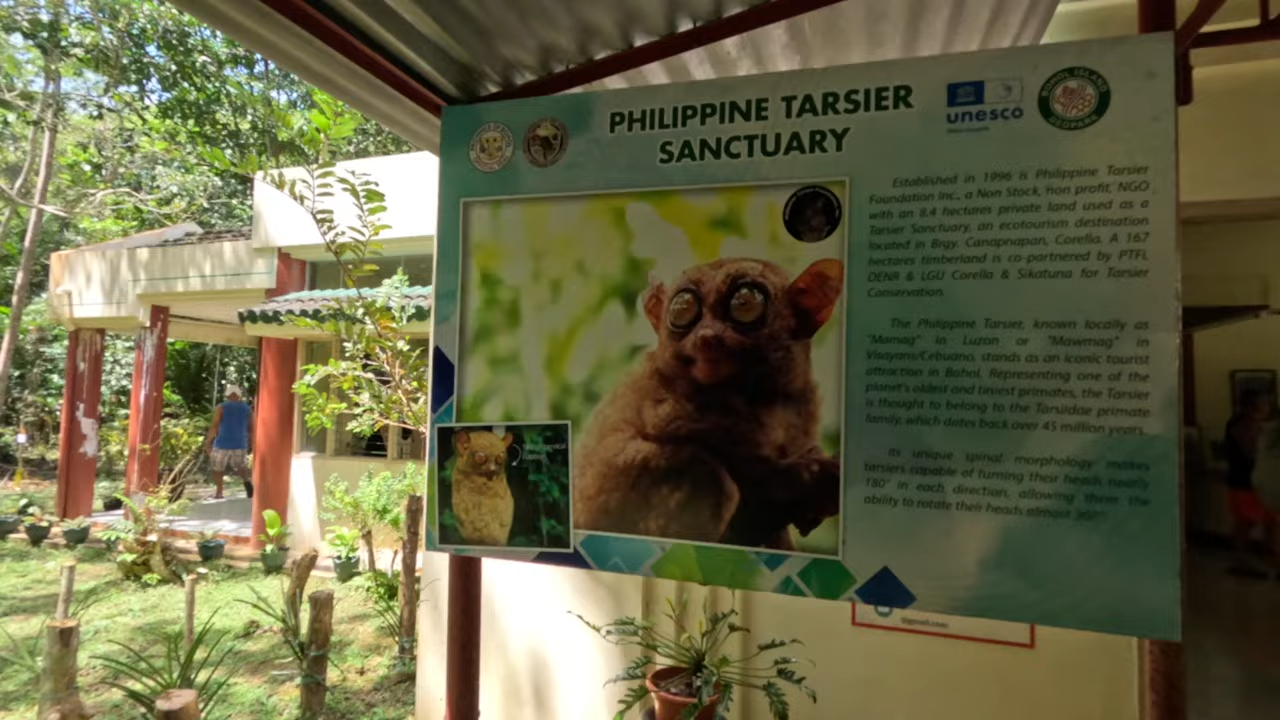 PHILIPPINE TARSIER
SANCTUARY
unesco
BOHOL ISLAND
GEOPARK
Established in 1996 is Philippine Tarsier
Foundation Inc., a Non Stock, non profit, NGO
with an 8.4 hectares private land used as a
Tarsier Sanctuary, an ecotourism destination
located in Brgy. Canapnapan, Corella. A 167
hectares timberland is co-partnered by PTFI,
DENR & LGU Corella & Sikatuna for Tarsier
Conservation.
The Philippine Tarsier, known locally as
"Mamag" in Luzon or "Mawmag" in
Visayans/Cebuano, stands as an iconic tourist
attraction in Bohol. Representing one of the
planet's oldest and tiniest primates, the Tarsier
is thought to belong to the Tarsiidae primate
family, which dates back over 45 million years.
Its unique spinal morphology makes
tarsiers capable of turning their heads nearly
180° in each direction, allowing them the
ability to rotate their heads almost 360°
@gmail.com